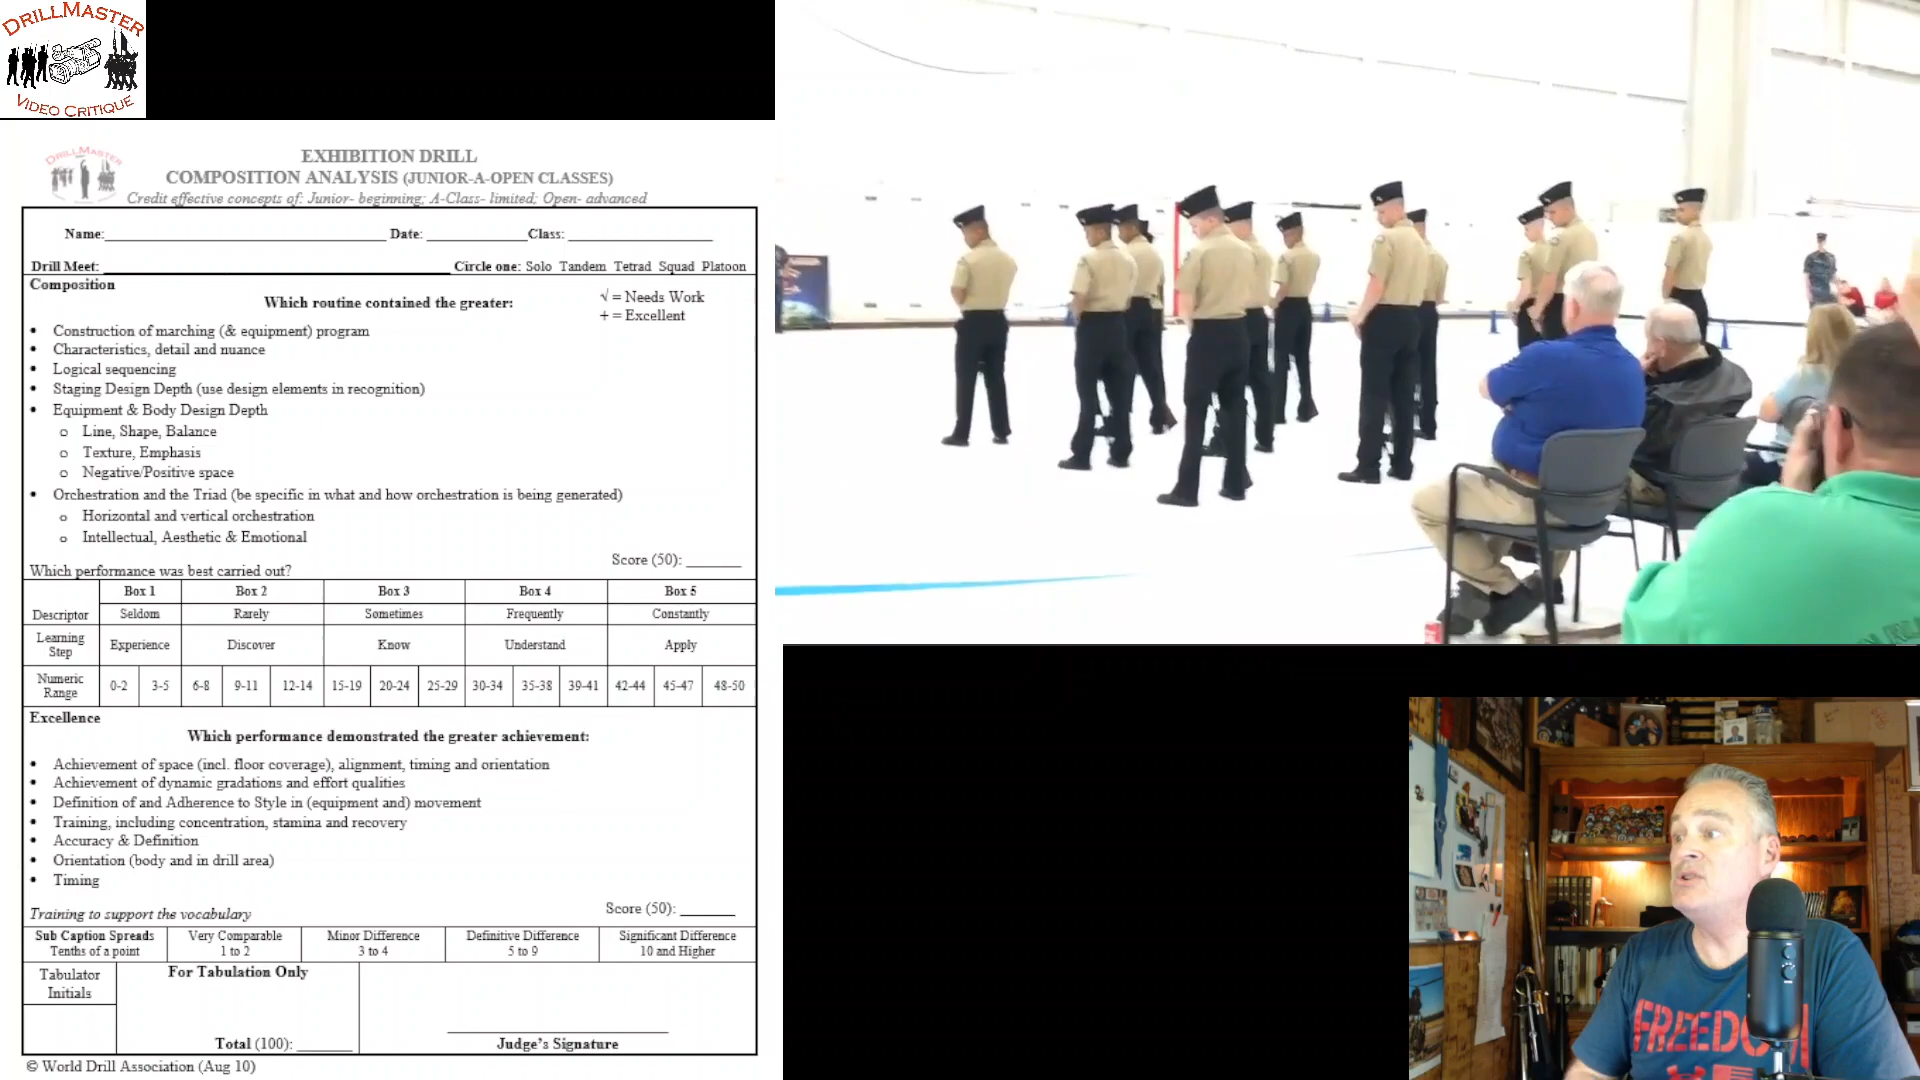 DRILLMASTER
VIDEO CRITIQUE
DRILLMASTER
EXHIBITION DRILL
COMPOSITION ANALYSIS (JUNIOR-A-OPEN CLASSES)
Credit effective concepts of: Junior- beginning; A-Class- limited; Open- advanced
Name: Date: Class:
Drill Meet: Circle one: Solo Tandem Tetrad Squad Platoon
Composition
Which routine contained the greater:
√ = Needs Work
+ = Excellent
• Construction of marching (& equipment) program
• Characteristics, detail and nuance
• Logical sequencing
• Staging Design Depth (use design elements in recognition)
• Equipment & Body Design Depth
o Line, Shape, Balance
o Texture, Emphasis
o Negative/Positive space
• Orchestration and the Triad (be specific in what and how orchestration is being generated)
o Horizontal and vertical orchestration
o Intellectual, Aesthetic & Emotional
Score (50):
Which performance was best carried out?
Box 1 Box 2 Box 3 Box 4 Box 5
Descriptor Seldom Rarely Sometimes Frequently Constantly
Learning Step Experience Discover Know Understand Apply
Numeric Range 0-2 3-5 6-8 9-11 12-14 15-19 20-24 25-29 30-34 35-38 39-41 42-44 45-47 48-50
Excellence
Which performance demonstrated the greater achievement:
• Achievement of space (incl. floor coverage), alignment, timing and orientation
• Achievement of dynamic gradations and effort qualities
• Definition of and Adherence to Style in (equipment and) movement
• Training, including concentration, stamina and recovery
• Accuracy & Definition
• Orientation (body and in drill area)
• Timing
Training to support the vocabulary
Score (50):
Sub Caption Spreads Very Comparable Minor Difference Definitive Difference Significant Difference
Tenths of a point 1 to 2 3 to 4 5 to 9 10 and Higher
Tabulator Initials
For Tabulation Only
Total (100):
Judge's Signature
© World Drill Association (Aug 10)
FREEDOM